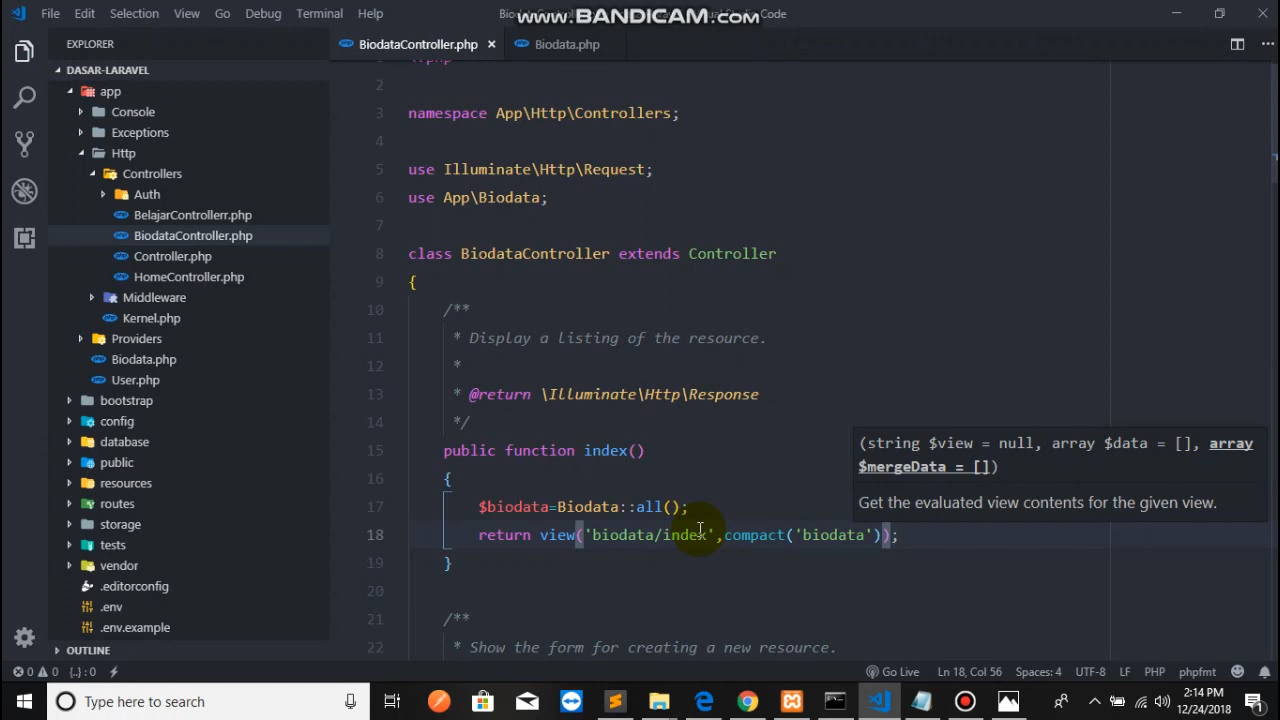 File Edit Selection View Go Debug Terminal Help
www.BANDICAM.com
EXPLORER
BiodataController.php
Biodata.php
DASAR-LARAVEL
app
Console
Exceptions
Http
Controllers
Auth
BelajarControllerr.php
BiodataController.php
Controller.php
HomeController.php
Middleware
Kernel.php
Providers
Biodata.php
User.php
bootstrap
config
database
public
resources
routes
storage
tests
vendor
.editorconfig
.env
.env.example
OUTLINE
2
3 namespace App\Http\Controllers;
4
5 use Illuminate\Http\Request;
6 use App\Biodata;
7
8 class BiodataController extends Controller
9 {
10 /**
11 * Display a listing of the resource.
12 *
13 * @return \Illuminate\Http\Response
14 */
15 public function index()
16 {
17 $biodata=Biodata::all();
18 return view('biodata/index',compact('biodata'));
19 }
20
21 /**
22 * Show the form for creating a new resource.
(string $view = null, array $data = [], array
$mergeData = [])
Get the evaluated view contents for the given view.
0 0 {..} : 0
Go Live Ln 18, Col 56 Spaces: 4 UTF-8 LF PHP phpfmt
Type here to search
2:14 PM
12/24/2018
1